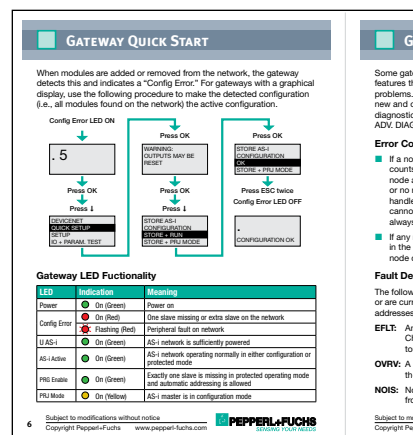 GATEWAY QUICK START
When modules are added or removed from the network, the gateway
detects this and indicates a "Config Error." For gateways with a graphical
display, use the following procedure to make the detected configuration
(i.e., all modules found on the network) the active configuration.
Config Error LED ON
. 5
Press OK
Press ↓
DEVICENET
QUICK SETUP
SETUP
IO + PARAM. TEST
Press OK
WARNING:
OUTPUTS MAY BE
RESET
Press OK
STORE AS-I
CONFIGURATION
STORE + RUN
STORE + PRJ MODE
Press OK
STORE AS-I
CONFIGURATION
OK
STORE + PRJ MODE
Press ESC twice
Config Error LED OFF
.
CONFIGURATION OK
Gateway LED Fuctionality
LED Indication Meaning
Power On (Green) Power on
Config Error On (Red) One slave missing or extra slave on the network
Flashing (Red) Peripheral fault on network
U AS-i On (Green) AS-i network is sufficiently powered
AS-i Active On (Green) AS-i network operating normally in either configuration or
protected mode
PRG Enable On (Green) Exactly one slave is missing in protected operating mode
and automatic addressing is allowed
PRJ Mode On (Yellow) AS-i master is in configuration mode
6 Subject to modifications without notice
Copyright Pepperl+Fuchs www.pepperl-fuchs.com
PEPPERL+FUCHS
SENSING YOUR NEEDS
G
Some gat
features th
problems.
new and o
diagnostic
ADV. DIAG
Error Co
If a no
counts
node a
or no r
handle
canno
always
If any
in the
node o
Fault De
The follow
or are curr
addresses
EFLT: An
Cl
to
OVRV: A
th
NOIS: No
fro
Subject to mo
Copyright Pep